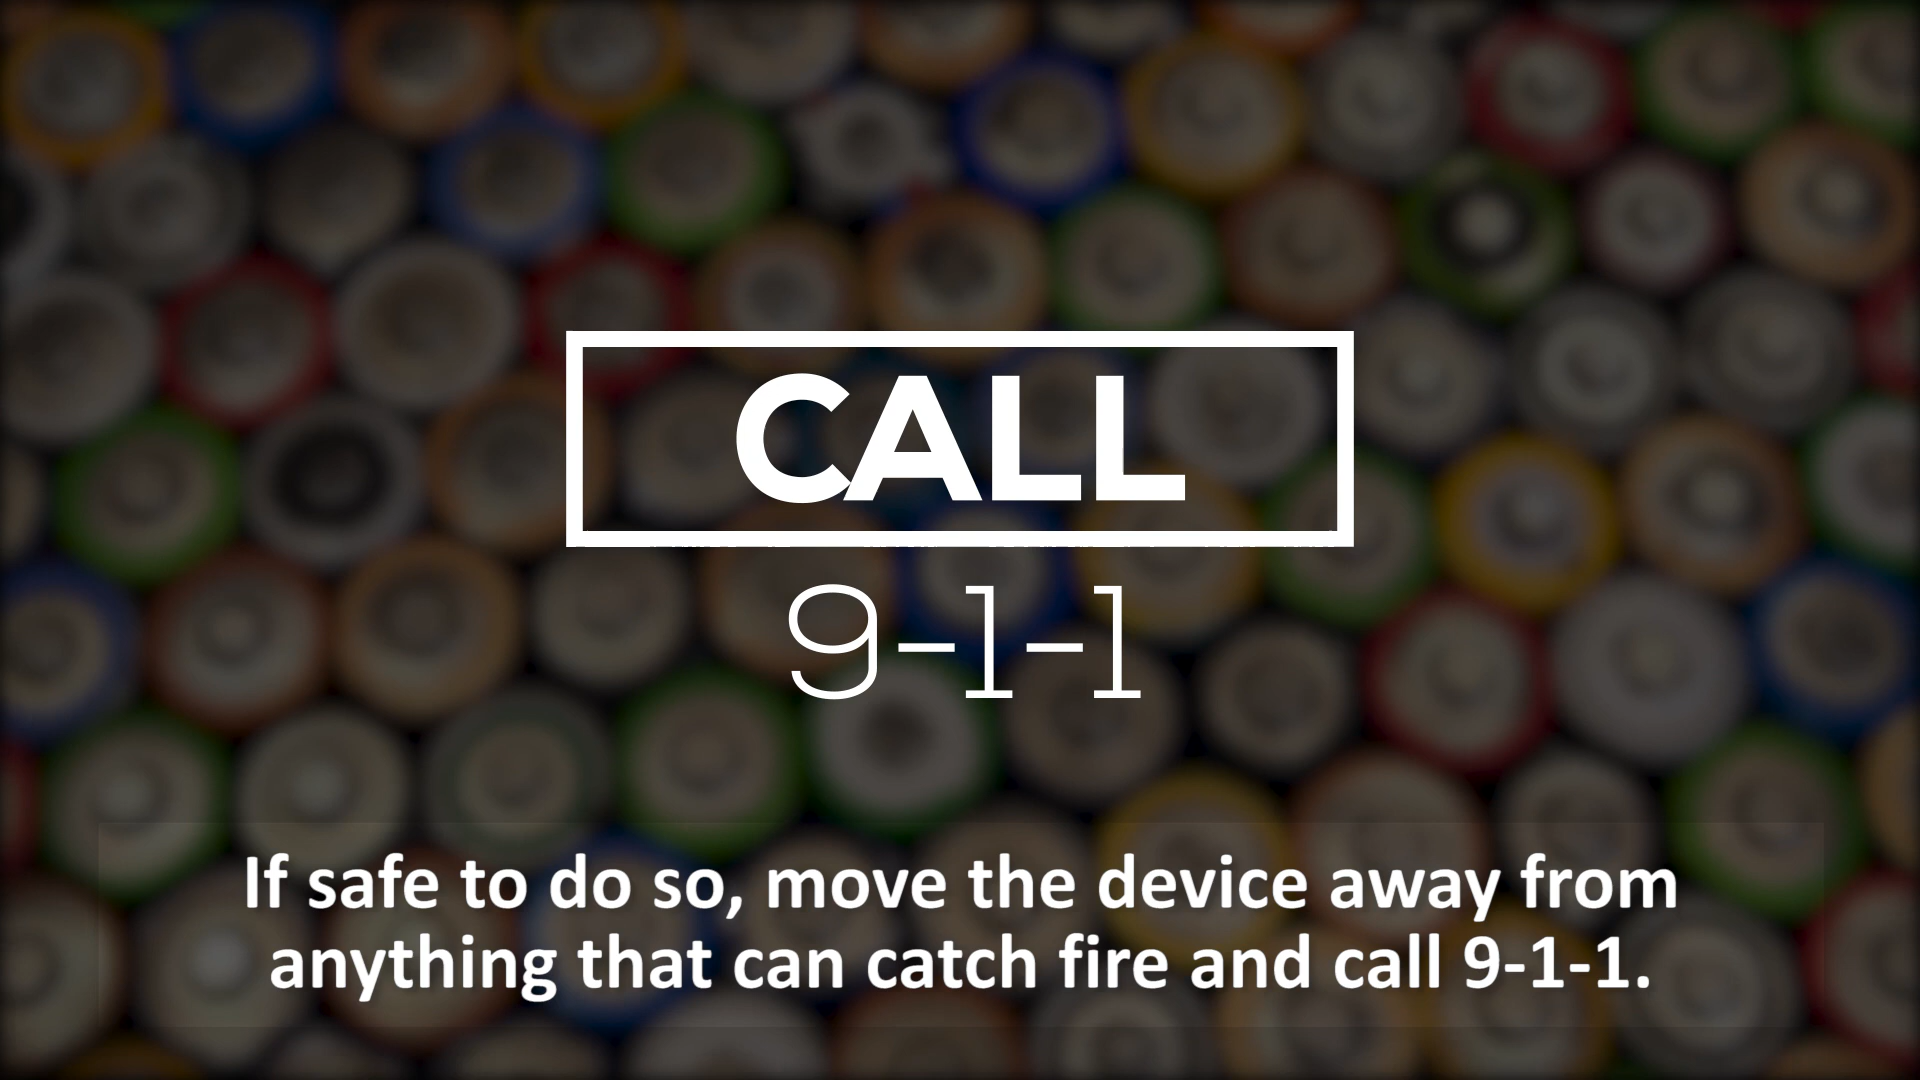 CALL
9-1-1
If safe to do so, move the device away from
anything that can catch fire and call 9-1-1.